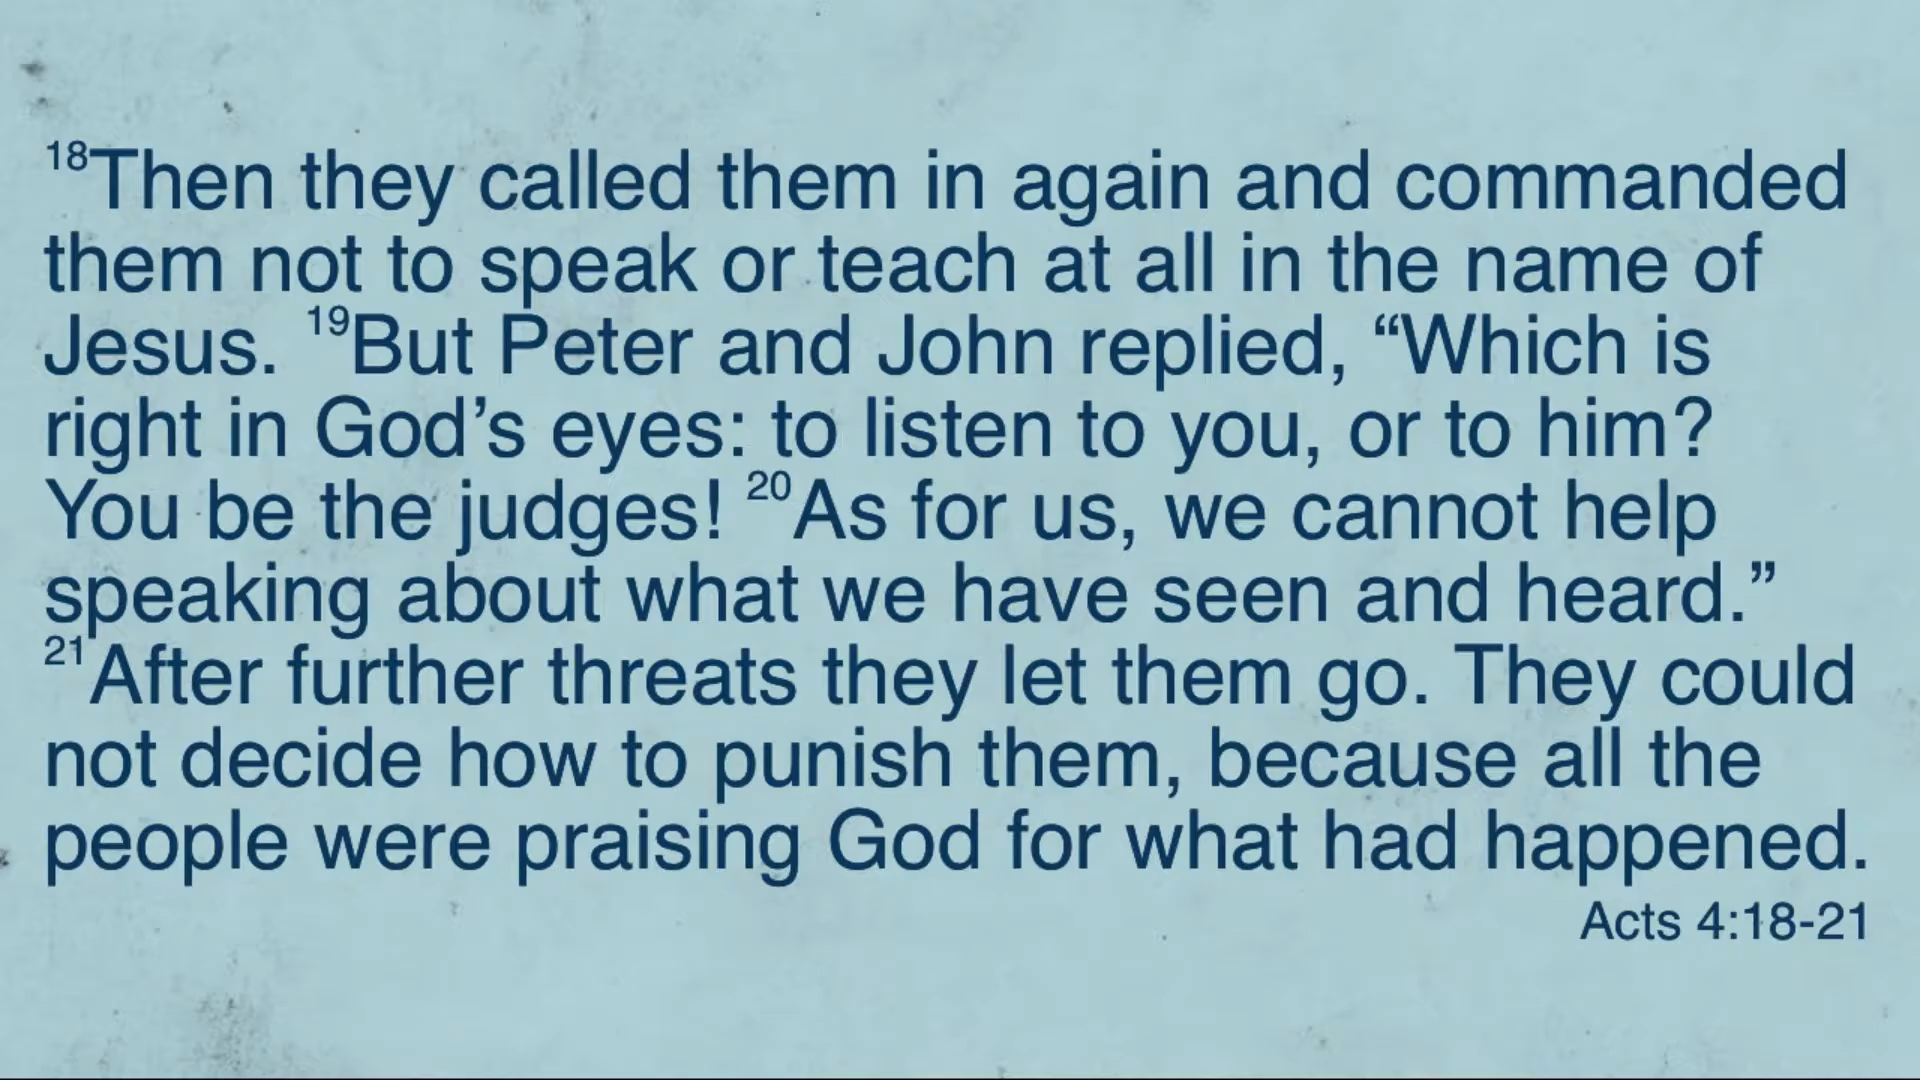 18Then they called them in again and commanded
them not to speak or teach at all in the name of
Jesus. 19But Peter and John replied, “Which is
right in God’s eyes: to listen to you, or to him?
You be the judges! 20As for us, we cannot help
speaking about what we have seen and heard.”
21After further threats they let them go. They could
not decide how to punish them, because all the
people were praising God for what had happened.
Acts 4:18-21